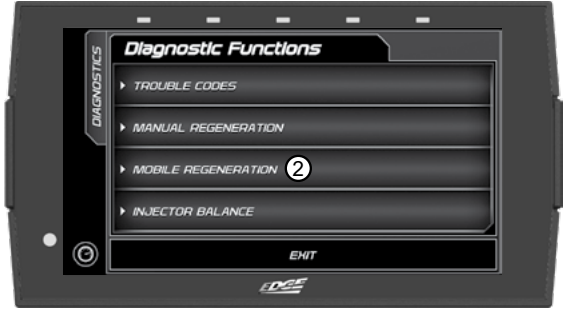 Diagnostic Functions
DIAGNOSTICS
TROUBLE CODES
MANUAL REGENERATION
MOBILE REGENERATION 2
INJECTOR BALANCE
EXIT
EDGE